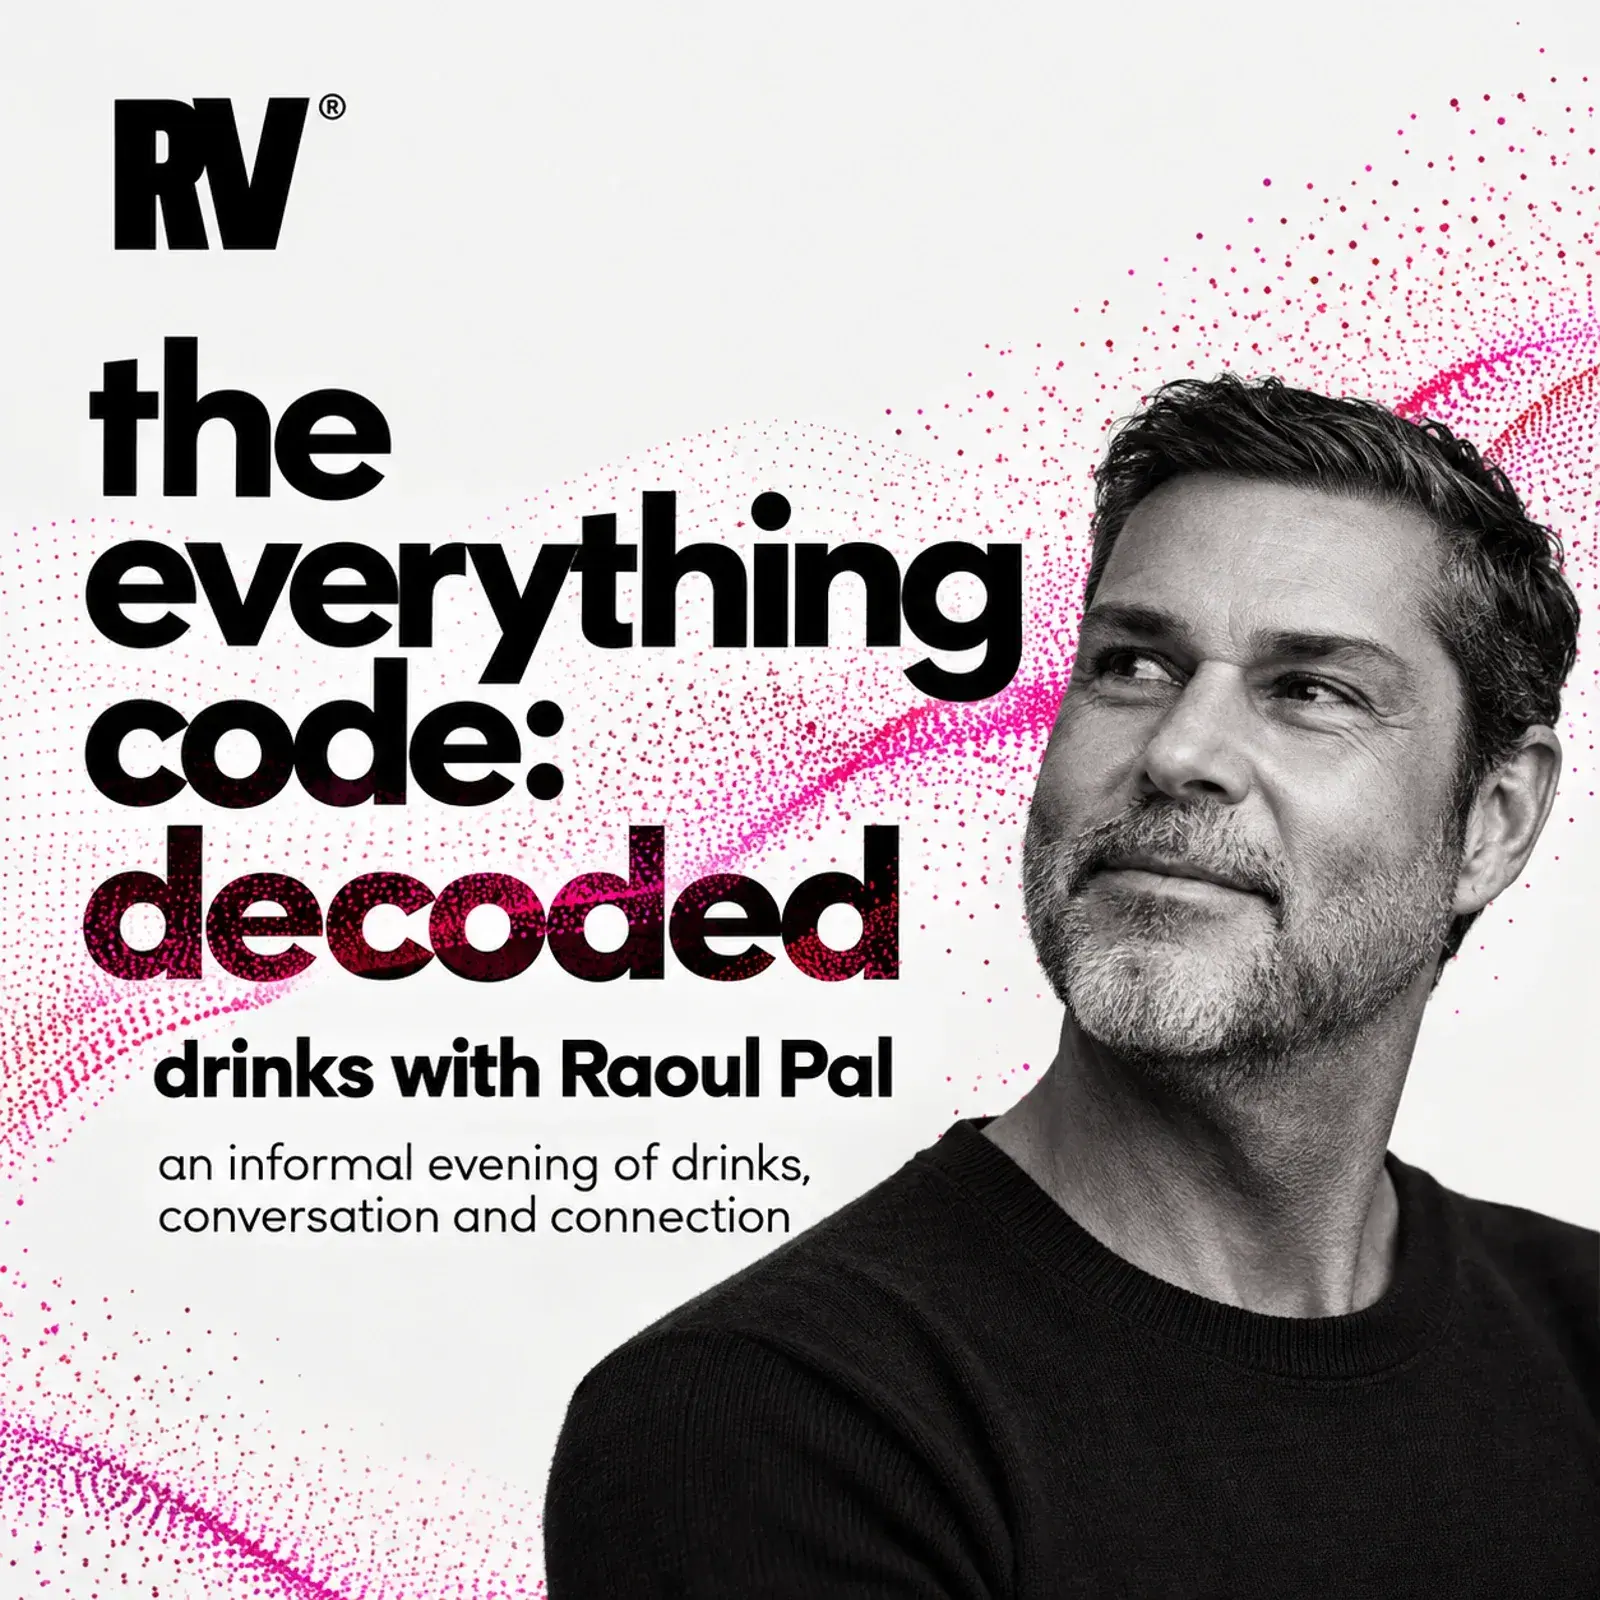 RV®
the
everything
code:
decoded
drinks with Raoul Pal
an informal evening of drinks,
conversation and connection